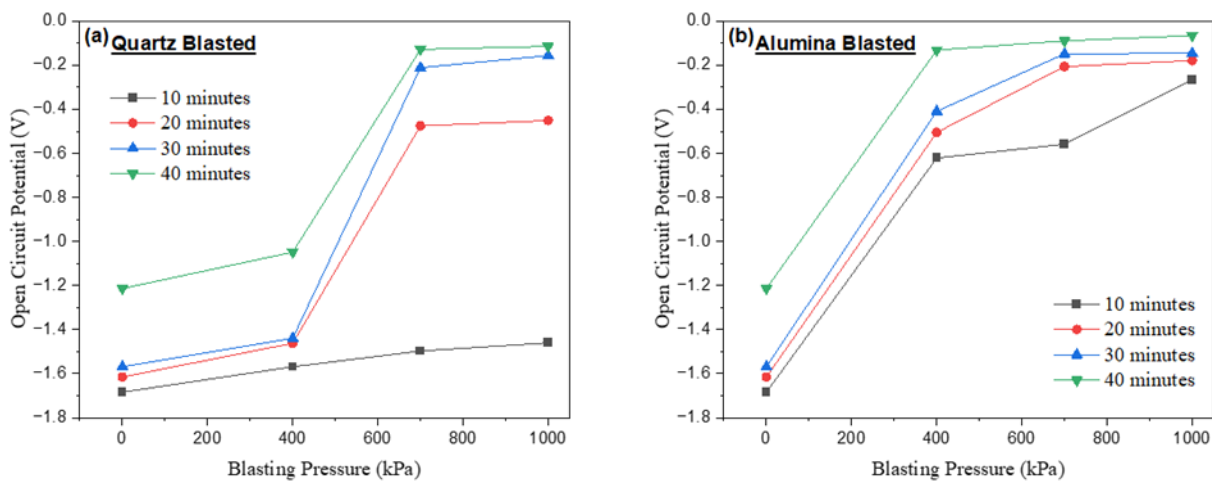 (a) Quartz Blasted
0.0
−0.2
−0.4
−0.6
−0.8
−1.0
−1.2
−1.4
−1.6
−1.8
Open Circuit Potential (V)
10 minutes
20 minutes
30 minutes
40 minutes
0 200 400 600 800 1000
Blasting Pressure (kPa)
(b) Alumina Blasted
0.0
−0.2
−0.4
−0.6
−0.8
−1.0
−1.2
−1.4
−1.6
−1.8
Open Circuit Potential (V)
10 minutes
20 minutes
30 minutes
40 minutes
0 200 400 600 800 1000
Blasting Pressure (kPa)